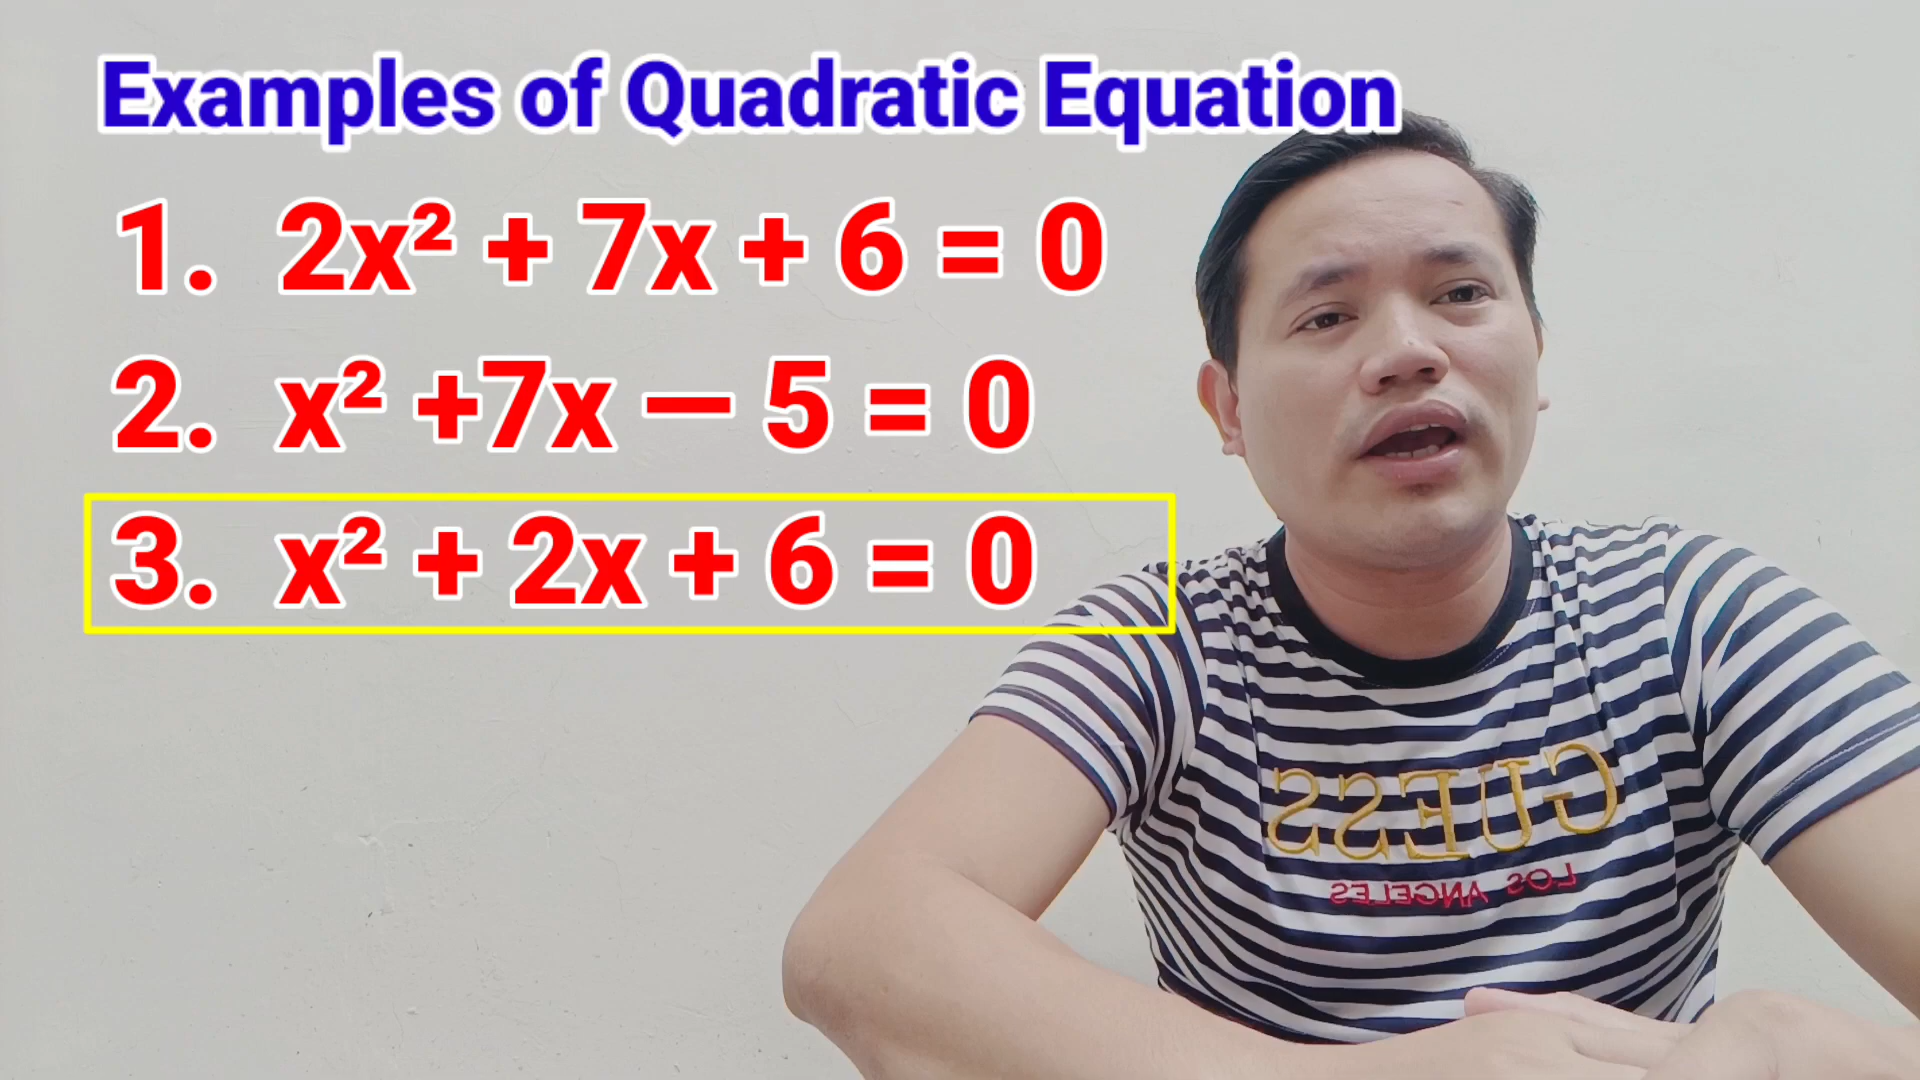 Examples of Quadratic Equation
1. 2x² + 7x + 6 = 0
2. x² +7x — 5 = 0
3. x² + 2x + 6 = 0
GUESS
LOS ANGELES